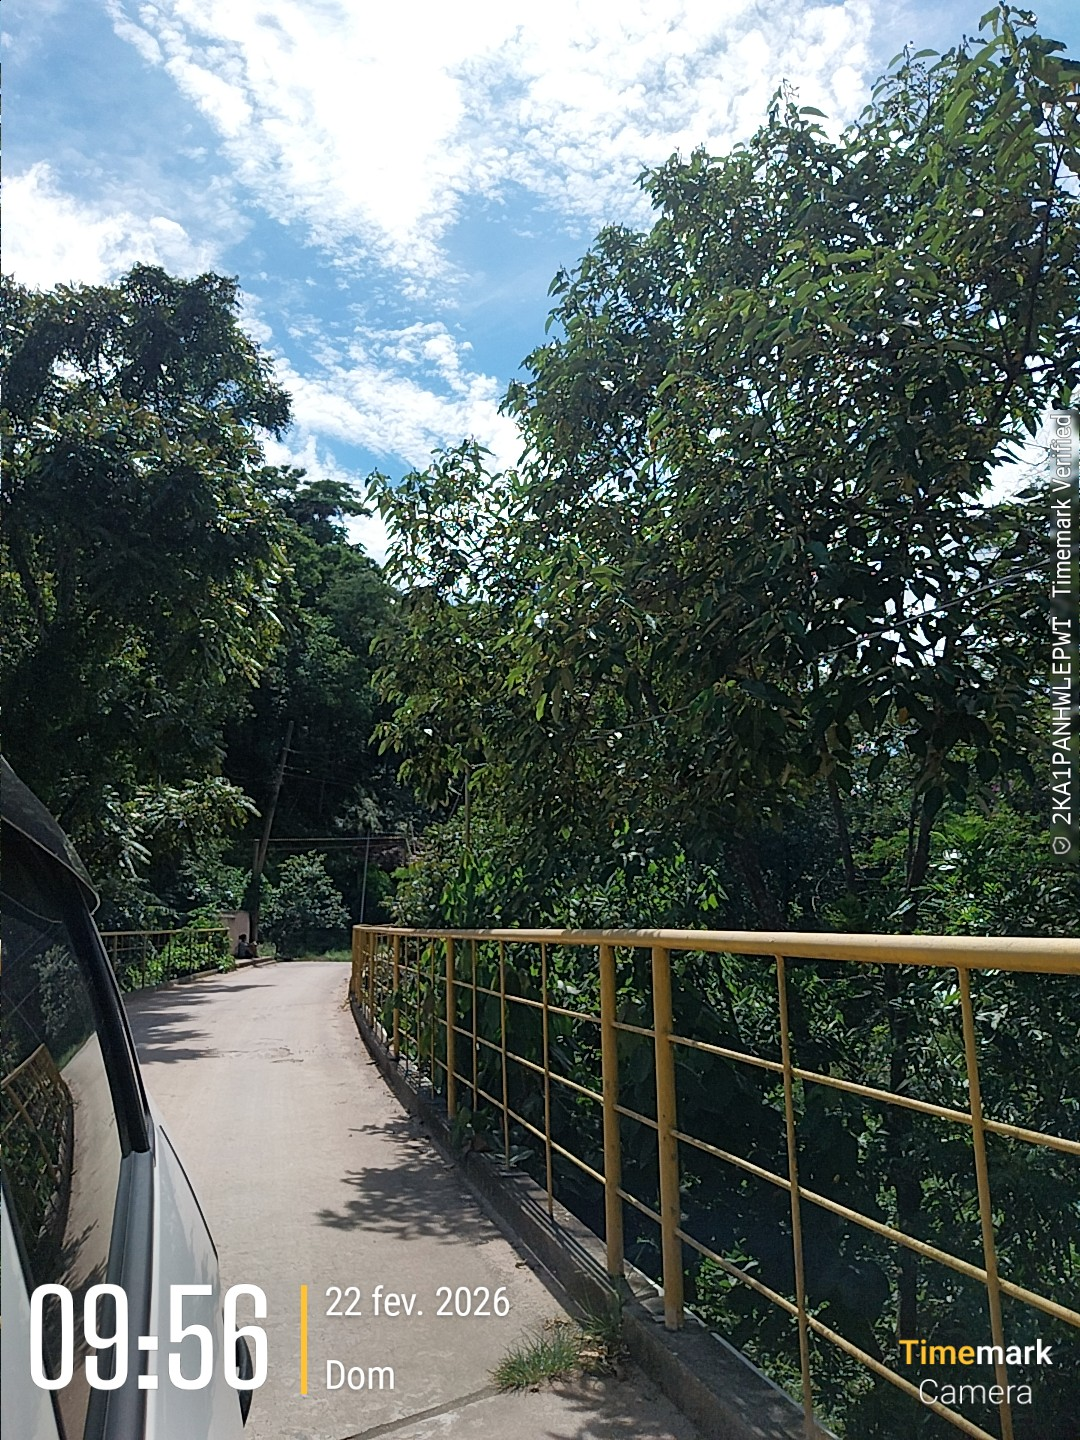 09:56
22 fev. 2026
Dom
Timemark
Camera
2KA1PANHWLEPWT Timemark Verified